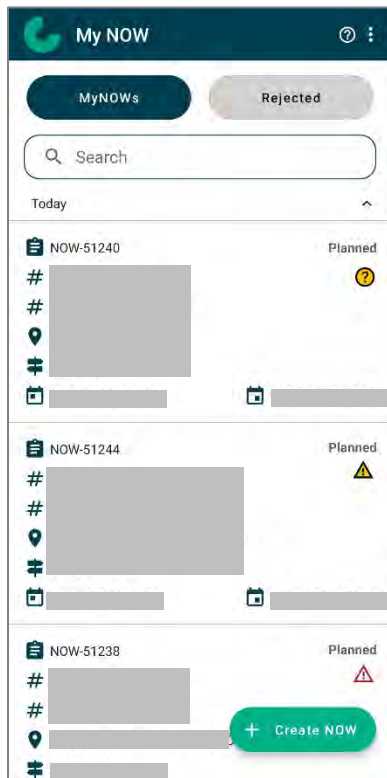 My NOW
MyNOWs Rejected
Search
Today
NOW-51240 Planned
NOW-51244 Planned
NOW-51238 Planned
+ Create NOW